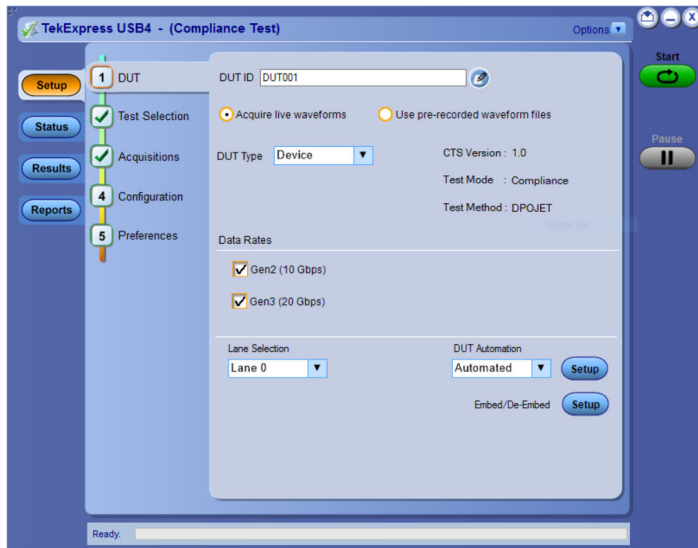 TekExpress USB4 - (Compliance Test)
Options
Start
Pause
Setup
Status
Results
Reports
1 DUT
Test Selection
Acquisitions
4 Configuration
5 Preferences
DUT ID DUT001
Acquire live waveforms
Use pre-recorded waveform files
DUT Type Device
CTS Version : 1.0
Test Mode : Compliance
Test Method : DPOJET
Data Rates
Gen2 (10 Gbps)
Gen3 (20 Gbps)
Lane Selection
Lane 0
DUT Automation
Automated
Setup
Embed/De-Embed
Setup
Ready.